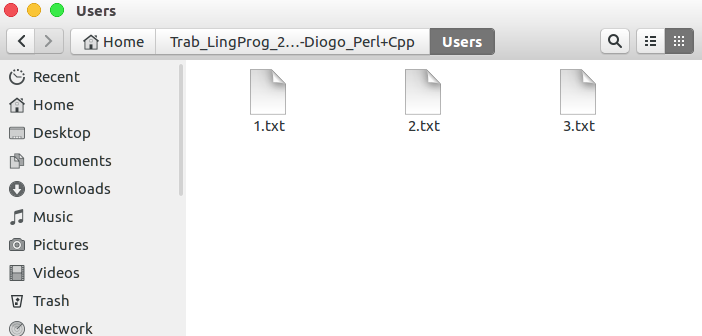 Users
Home Trab_LingProg_2...-Diogo_Perl+Cpp Users
Recent
Home
Desktop
Documents
Downloads
Music
Pictures
Videos
Trash
Network
1.txt 2.txt 3.txt